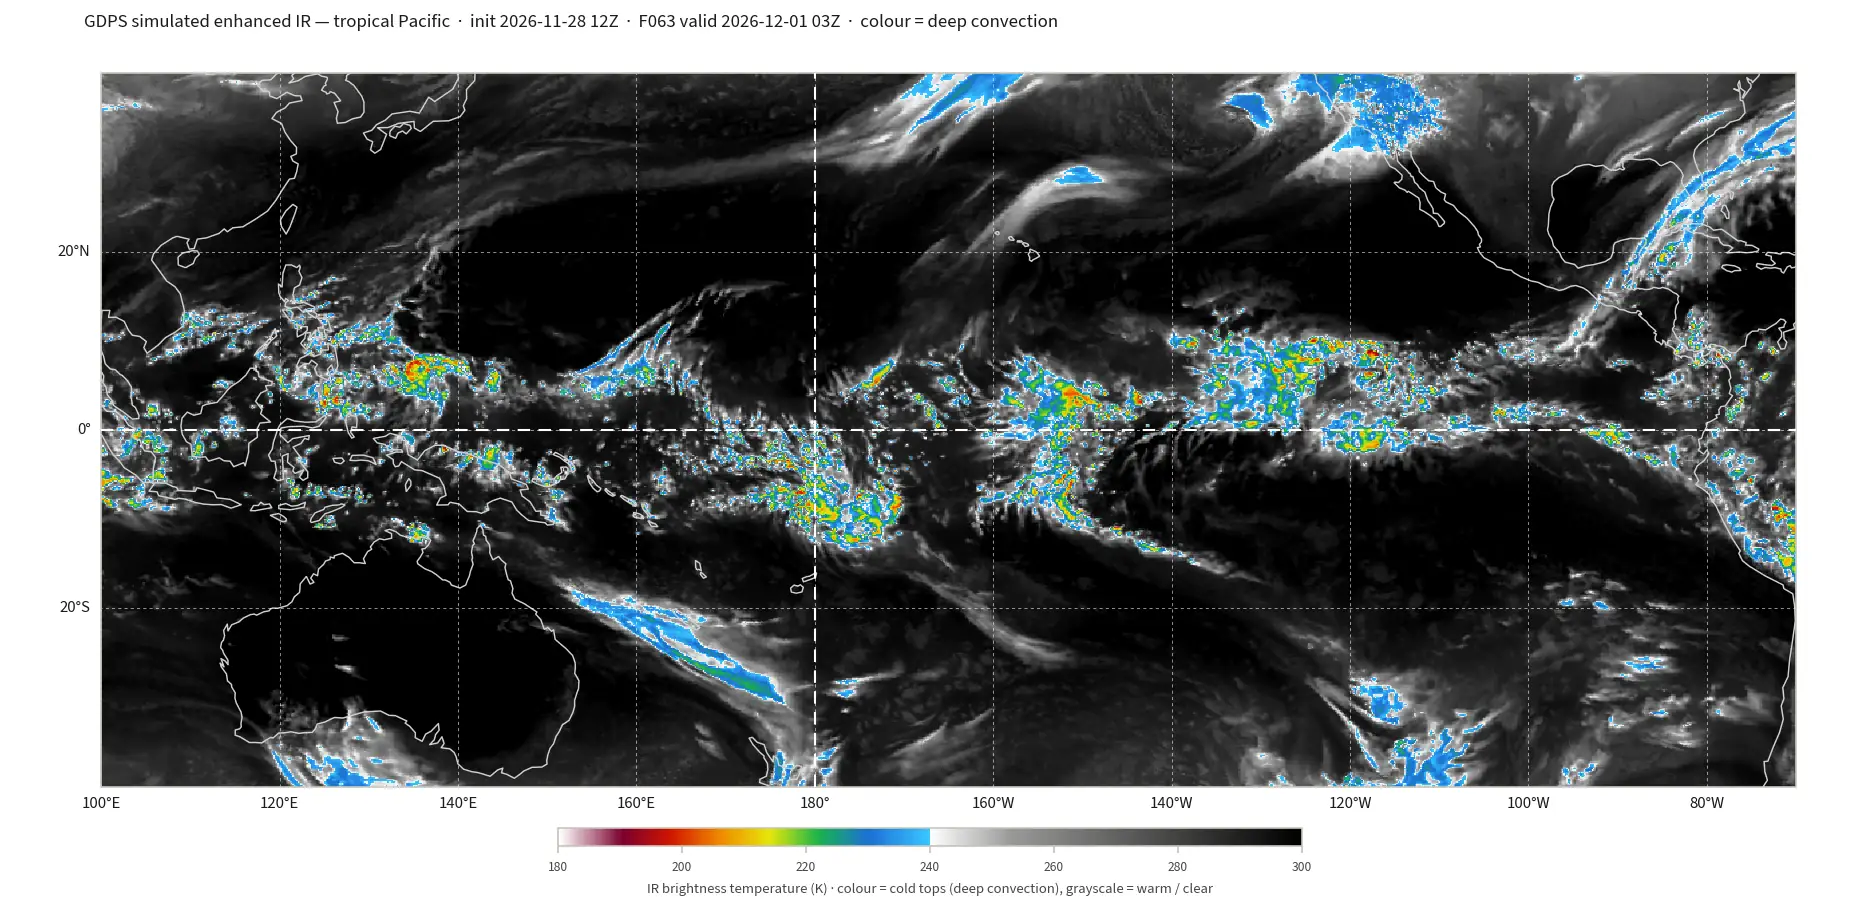 GDPS simulated enhanced IR — tropical Pacific · init 2026-11-28 12Z · F063 valid 2026-12-01 03Z · colour = deep convection
20°N
0°
20°S
100°E 120°E 140°E 160°E 180° 160°W 140°W 120°W 100°W 80°W
180 200 220 240 260 280 300
IR brightness temperature (K) · colour = cold tops (deep convection), grayscale = warm / clear